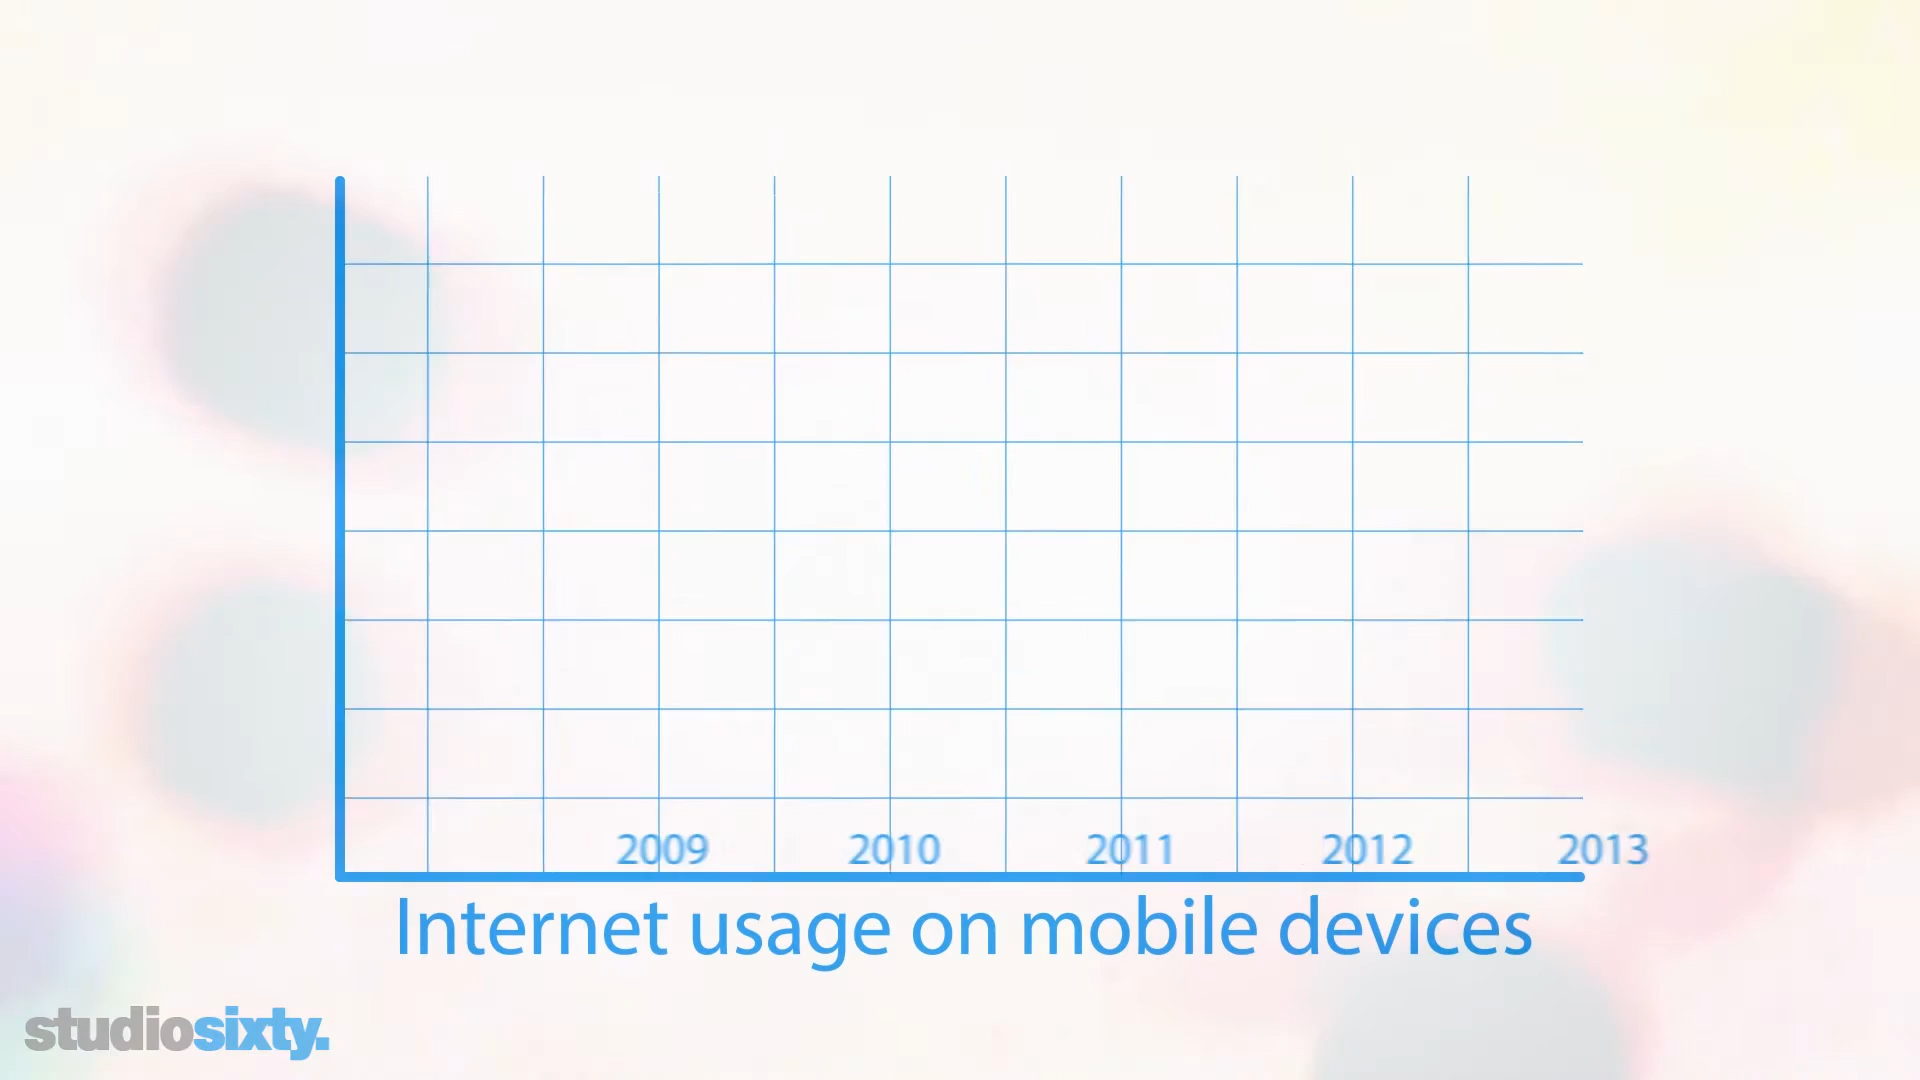 2009 2010 2011 2012 2013
Internet usage on mobile devices
studiosixty.